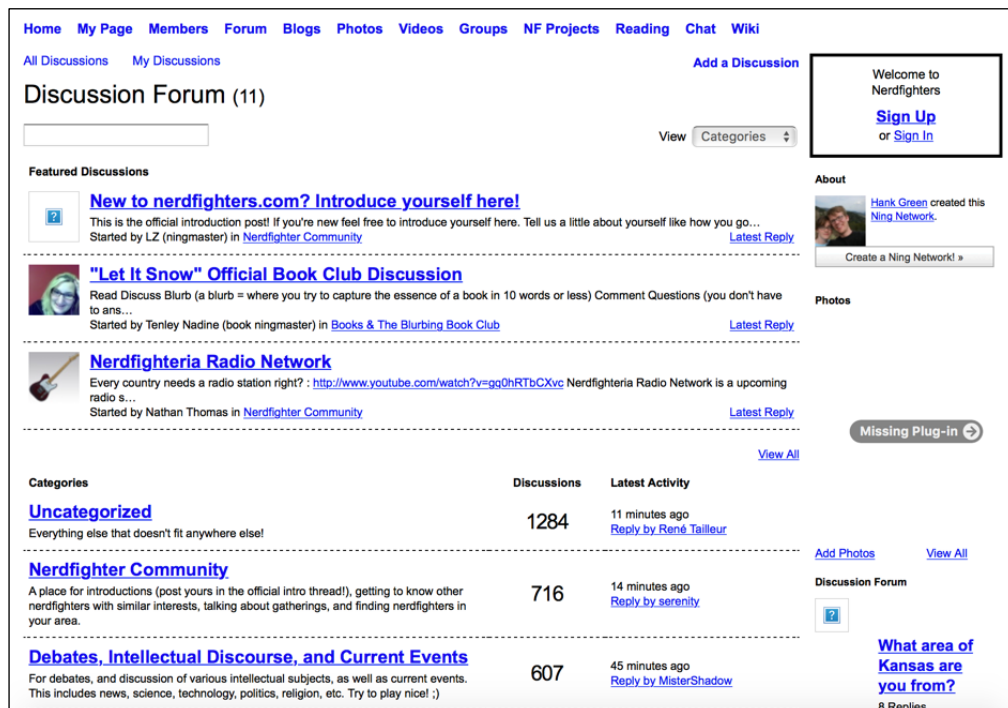 Home My Page Members Forum Blogs Photos Videos Groups NF Projects Reading Chat Wiki
All Discussions My Discussions
Add a Discussion
Discussion Forum (11)
View Categories
Featured Discussions
New to nerdfighters.com? Introduce yourself here!
This is the official introduction post! If you're new feel free to introduce yourself here. Tell us a little about yourself like how you go…
Started by LZ (ningmaster) in Nerdfighter Community
Latest Reply
"Let It Snow" Official Book Club Discussion
Read Discuss Blurb (a blurb = where you try to capture the essence of a book in 10 words or less) Comment Questions (you don't have
to ans…
Started by Tenley Nadine (book ningmaster) in Books & The Blurbing Book Club
Latest Reply
Nerdfighteria Radio Network
Every country needs a radio station right? : http://www.youtube.com/watch?v=gq0hRTbCXvc Nerdfighteria Radio Network is a upcoming
radio s…
Started by Nathan Thomas in Nerdfighter Community
Latest Reply
View All
Categories Discussions Latest Activity
Uncategorized
Everything else that doesn't fit anywhere else!
1284
11 minutes ago
Reply by René Tailleur
Nerdfighter Community
A place for introductions (post yours in the official intro thread!), getting to know other
nerdfighters with similar interests, talking about gatherings, and finding nerdfighters in
your area.
716
14 minutes ago
Reply by serenity
Debates, Intellectual Discourse, and Current Events
For debates, and discussion of various intellectual subjects, as well as current events.
This includes news, science, technology, politics, religion, etc. Try to play nice! ;)
607
45 minutes ago
Reply by MisterShadow
Welcome to
Nerdfighters
Sign Up
or Sign In
About
Hank Green created this
Ning Network.
Create a Ning Network! »
Photos
Missing Plug-in
Add Photos View All
Discussion Forum
What area of
Kansas are
you from?
8 Replies